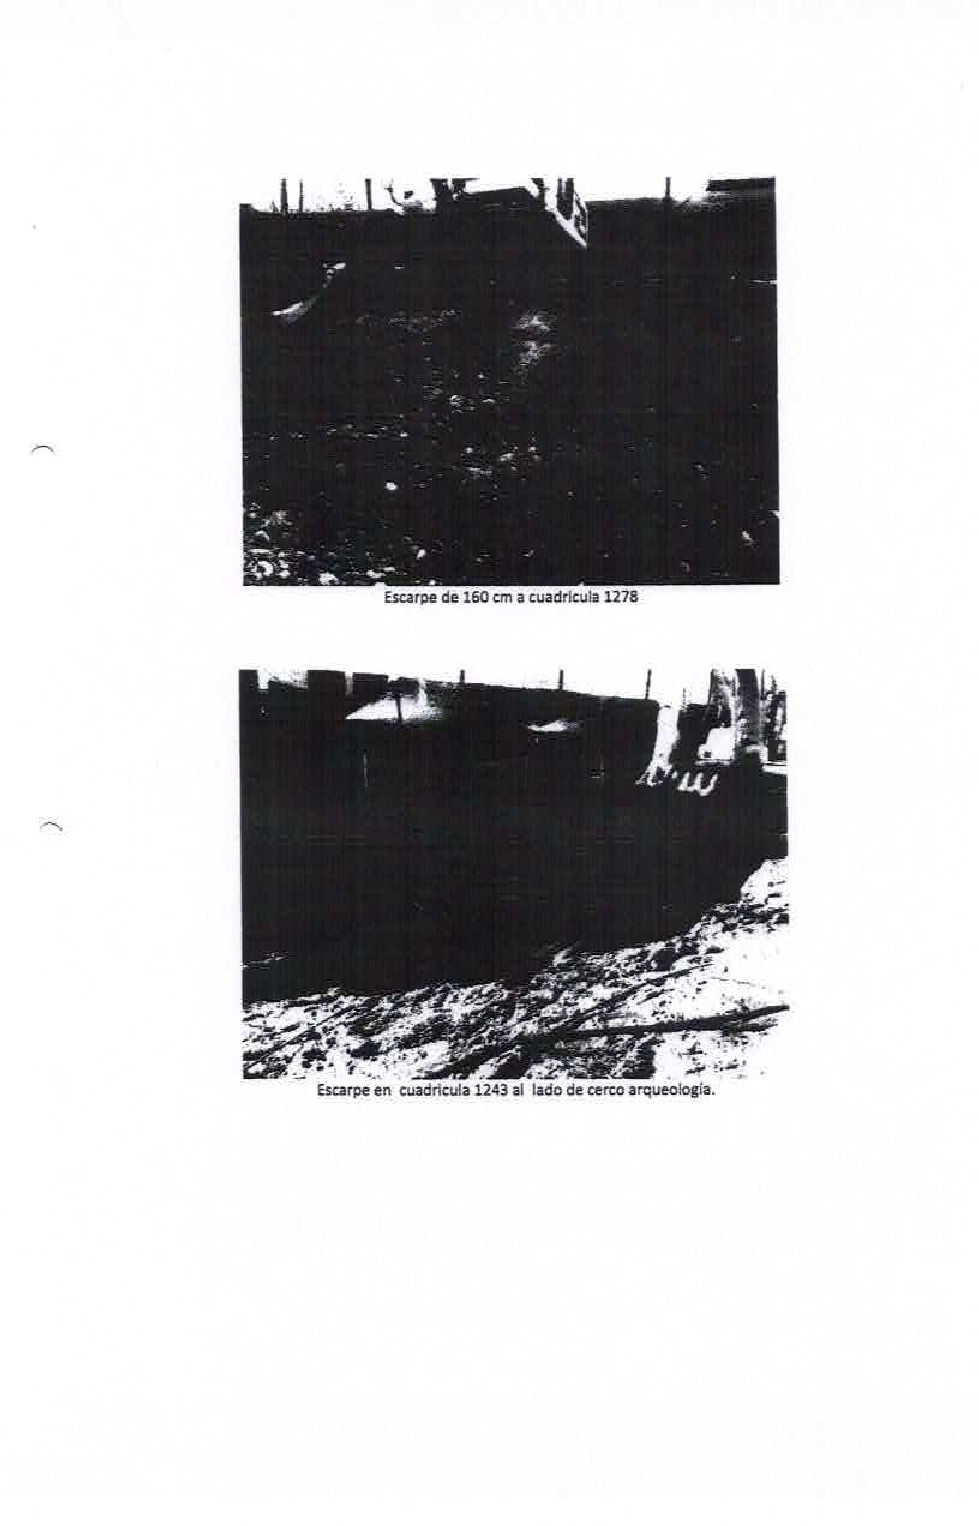 Escarpe de 160 cm a cuadricula 1278
Escarpe en cuadricula 1243 al lado de cerco arqueología.